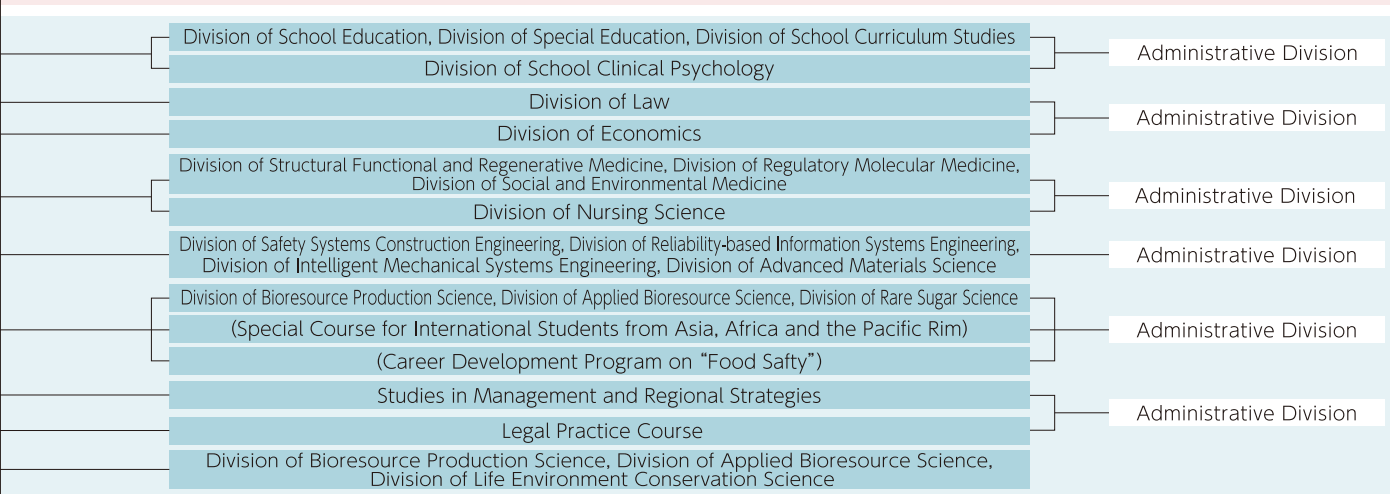 Division of School Education, Division of Special Education, Division of School Curriculum Studies
Division of School Clinical Psychology
Administrative Division
Division of Law
Division of Economics
Administrative Division
Division of Structural Functional and Regenerative Medicine, Division of Regulatory Molecular Medicine,
Division of Social and Environmental Medicine
Division of Nursing Science
Administrative Division
Division of Safety Systems Construction Engineering, Division of Reliability-based Information Systems Engineering,
Division of Intelligent Mechanical Systems Engineering, Division of Advanced Materials Science
Administrative Division
Division of Bioresource Production Science, Division of Applied Bioresource Science, Division of Rare Sugar Science
(Special Course for International Students from Asia, Africa and the Pacific Rim)
(Career Development Program on “Food Safty”)
Administrative Division
Studies in Management and Regional Strategies
Legal Practice Course
Administrative Division
Division of Bioresource Production Science, Division of Applied Bioresource Science,
Division of Life Environment Conservation Science